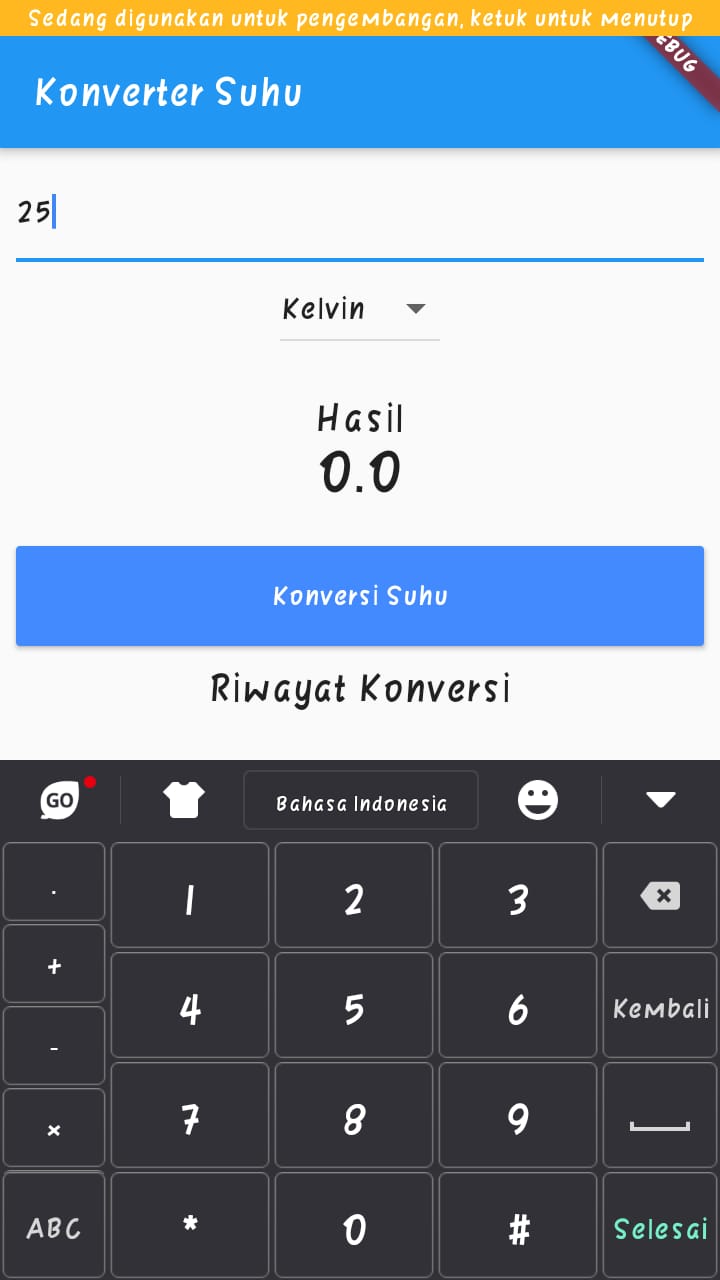 Sedang digunakan untuk pengembangan, ketuk untuk menutup
Konverter Suhu
EBUG
25
Kelvin
Hasil
0.0
Konversi Suhu
Riwayat Konversi
GO
Bahasa Indonesia
. 1 2 3
+
4 5 6 Kembali
-
7 8 9
×
ABC * 0 # Selesai